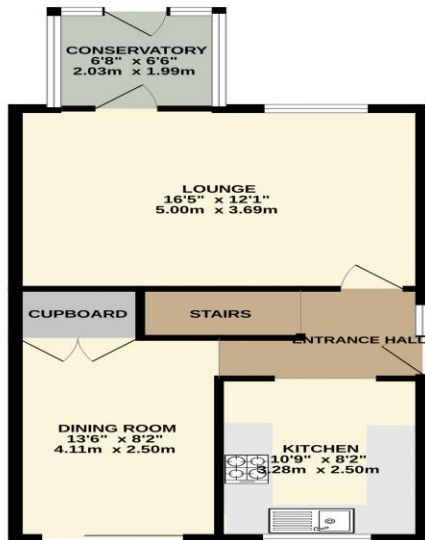 CONSERVATORY
6'8" x 6'6"
2.03m x 1.99m
LOUNGE
16'5" x 12'1"
5.00m x 3.69m
CUPBOARD
STAIRS
ENTRANCE HALL
DINING ROOM
13'6" x 8'2"
4.11m x 2.50m
KITCHEN
10'9" x 8'2"
3.28m x 2.50m